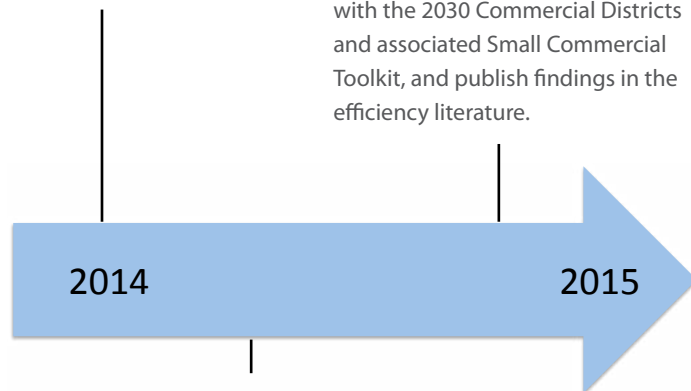 with the 2030 Commercial Districts
and associated Small Commercial
Toolkit, and publish findings in the
efficiency literature.
2014 2015